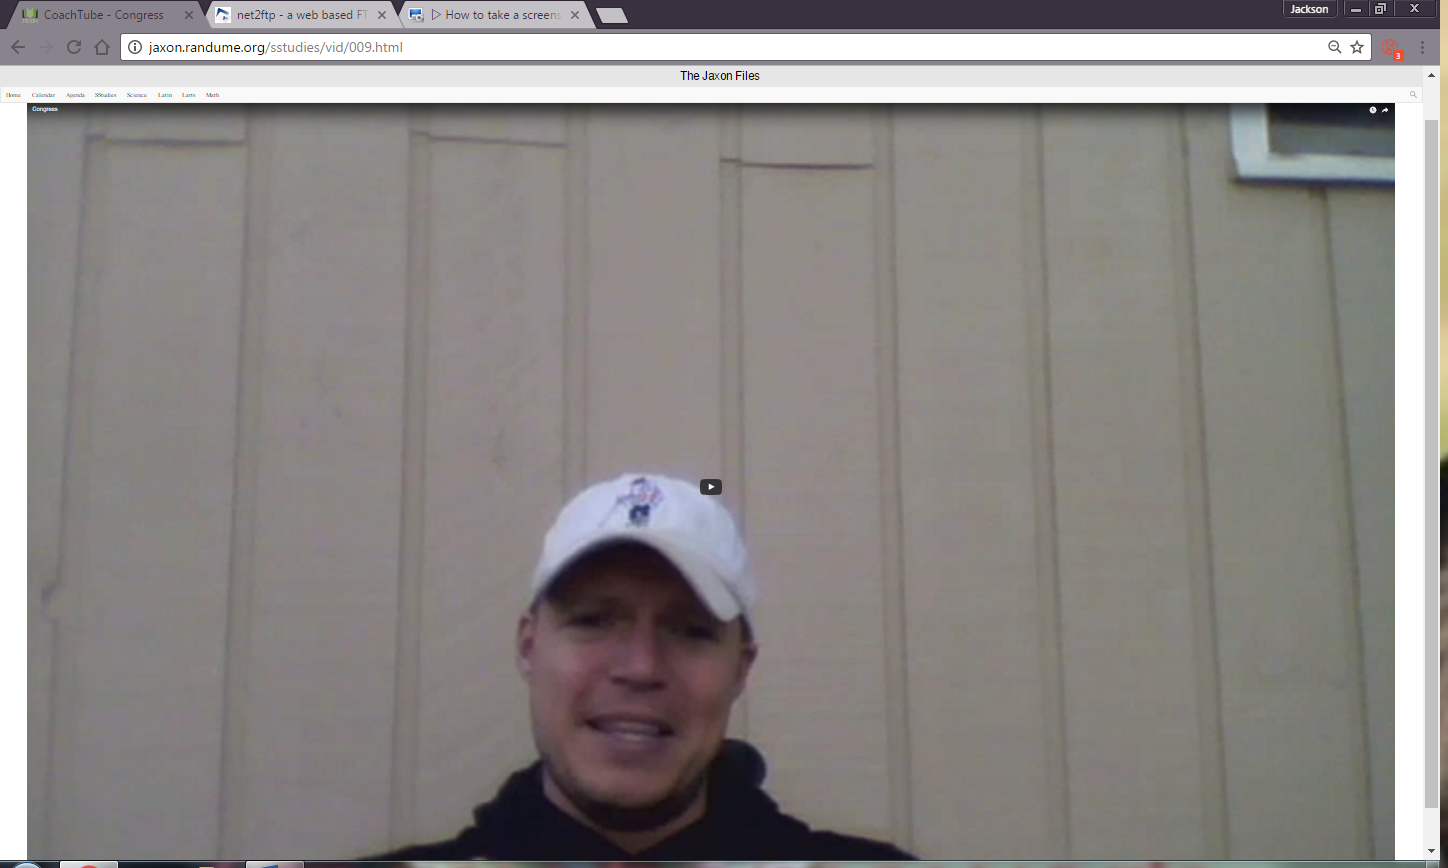 CoachTube - Congress
net2ftp - a web based FT
How to take a screens
Jackson
jaxon.randume.org/sstudies/vid/009.html
3
The Jaxon Files
Home Calendar Agenda SStudies Science Latin Larts Math
Congress